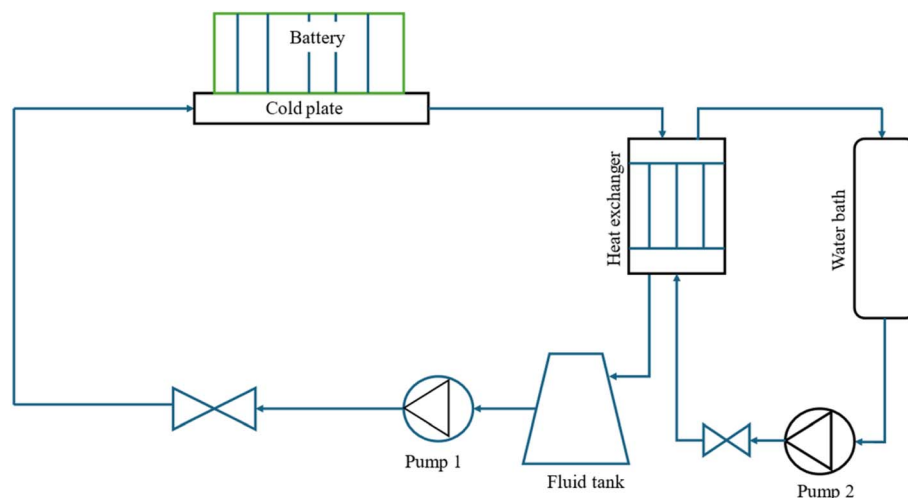 Battery
Cold plate
Heat exchanger
Water bath
Pump 1
Fluid tank
Pump 2